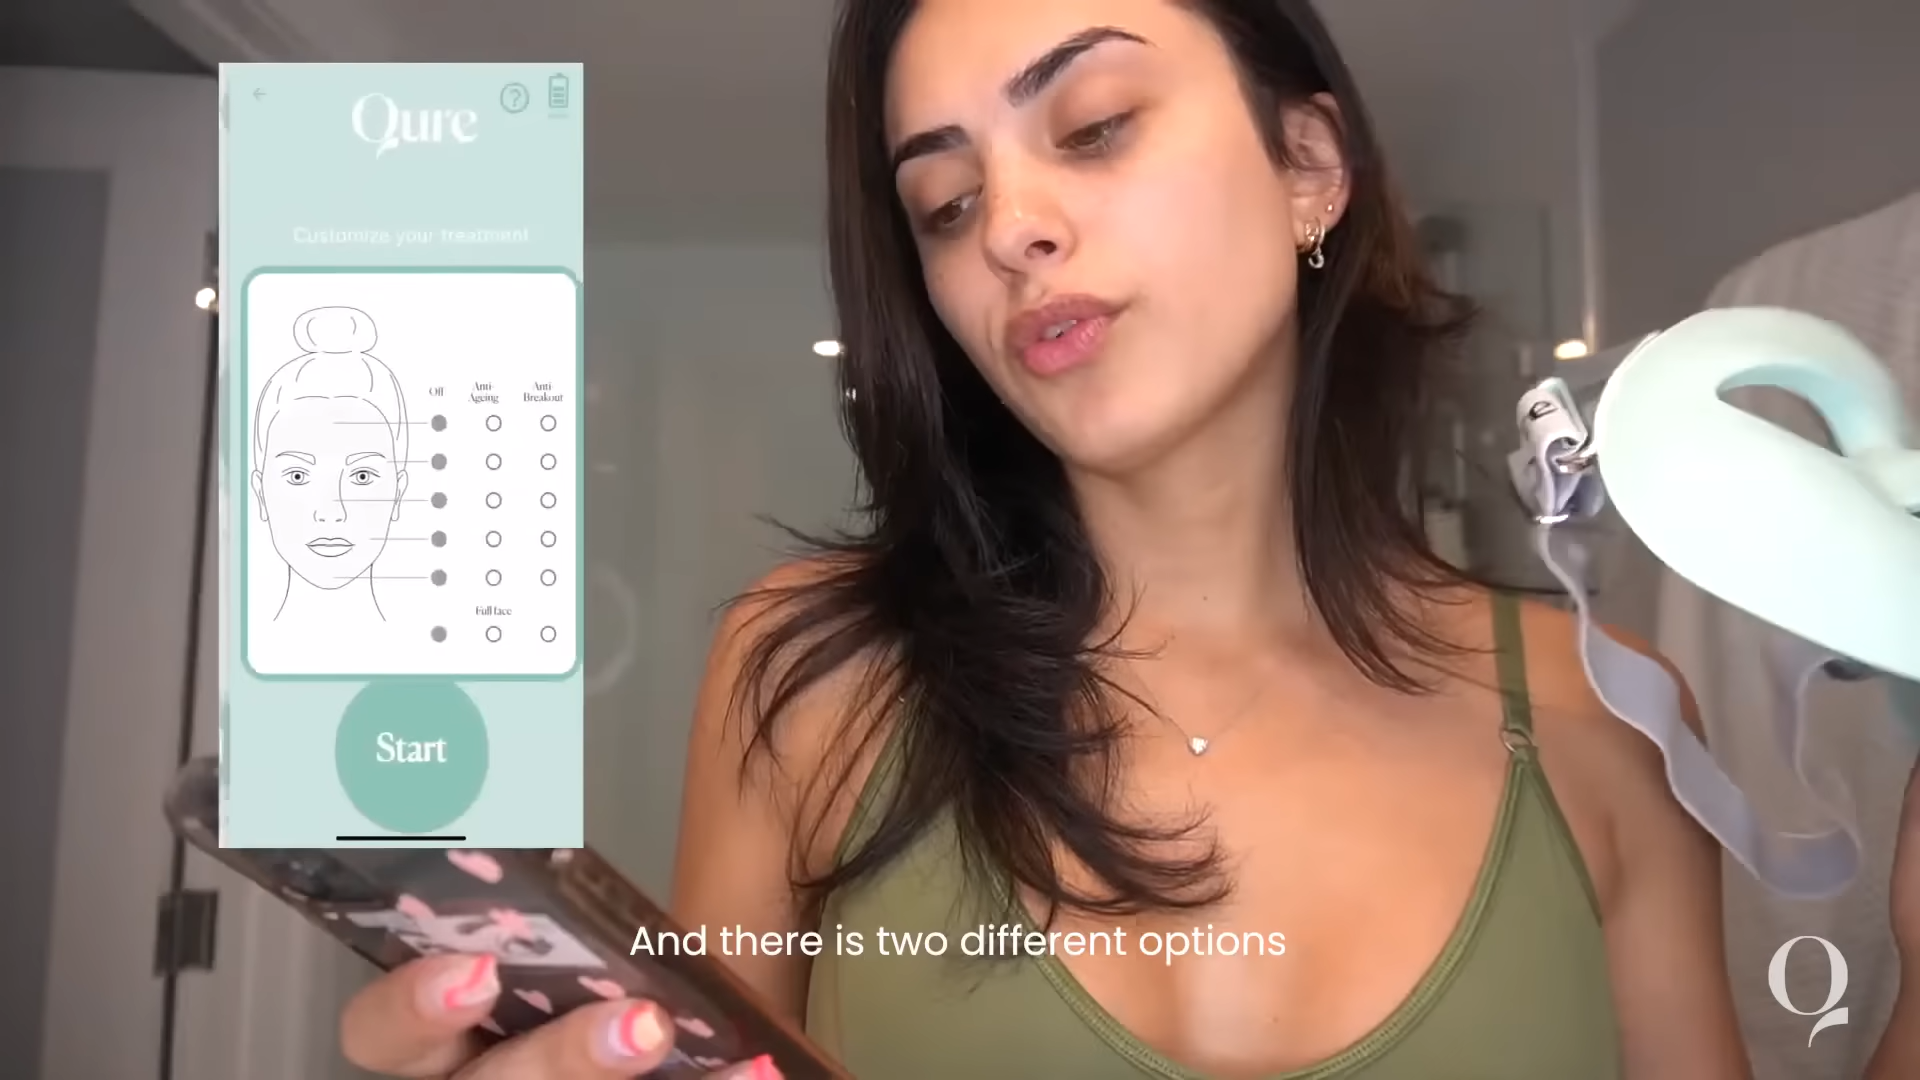 Qure
?
Customize your treatment
Off
Anti-
Ageing
Anti-
Breakout
Full face
Start
e
And there is two different options
Q